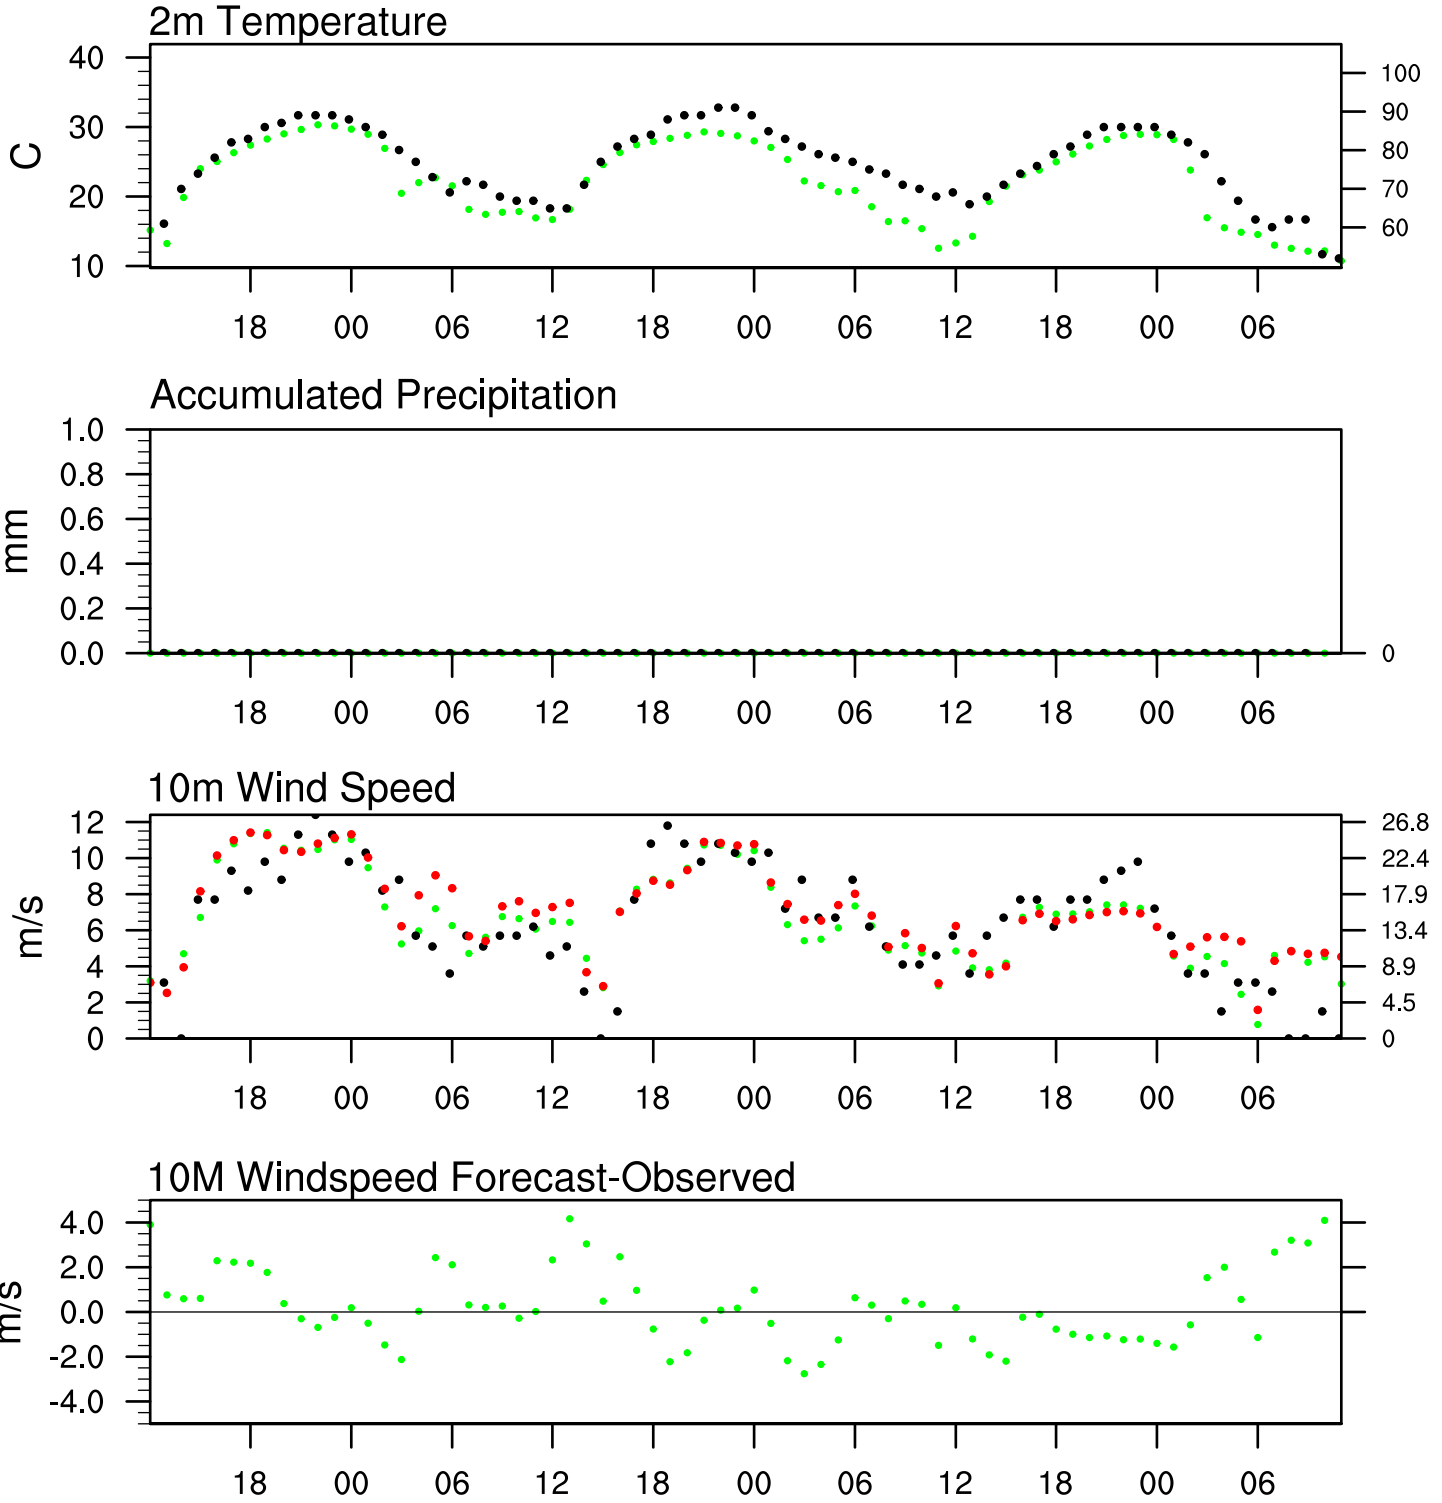 2m Temperature
40
30
20
10
C
100
90
80
70
60
18 00 06 12 18 00 06 12 18 00 06
Accumulated Precipitation
1.0
0.8
0.6
0.4
0.2
0.0
mm
0
18 00 06 12 18 00 06 12 18 00 06
10m Wind Speed
12
10
8
6
4
2
0
m/s
26.8
22.4
17.9
13.4
8.9
4.5
0
18 00 06 12 18 00 06 12 18 00 06
10M Windspeed Forecast-Observed
4.0
2.0
0.0
-2.0
-4.0
m/s
18 00 06 12 18 00 06 12 18 00 06